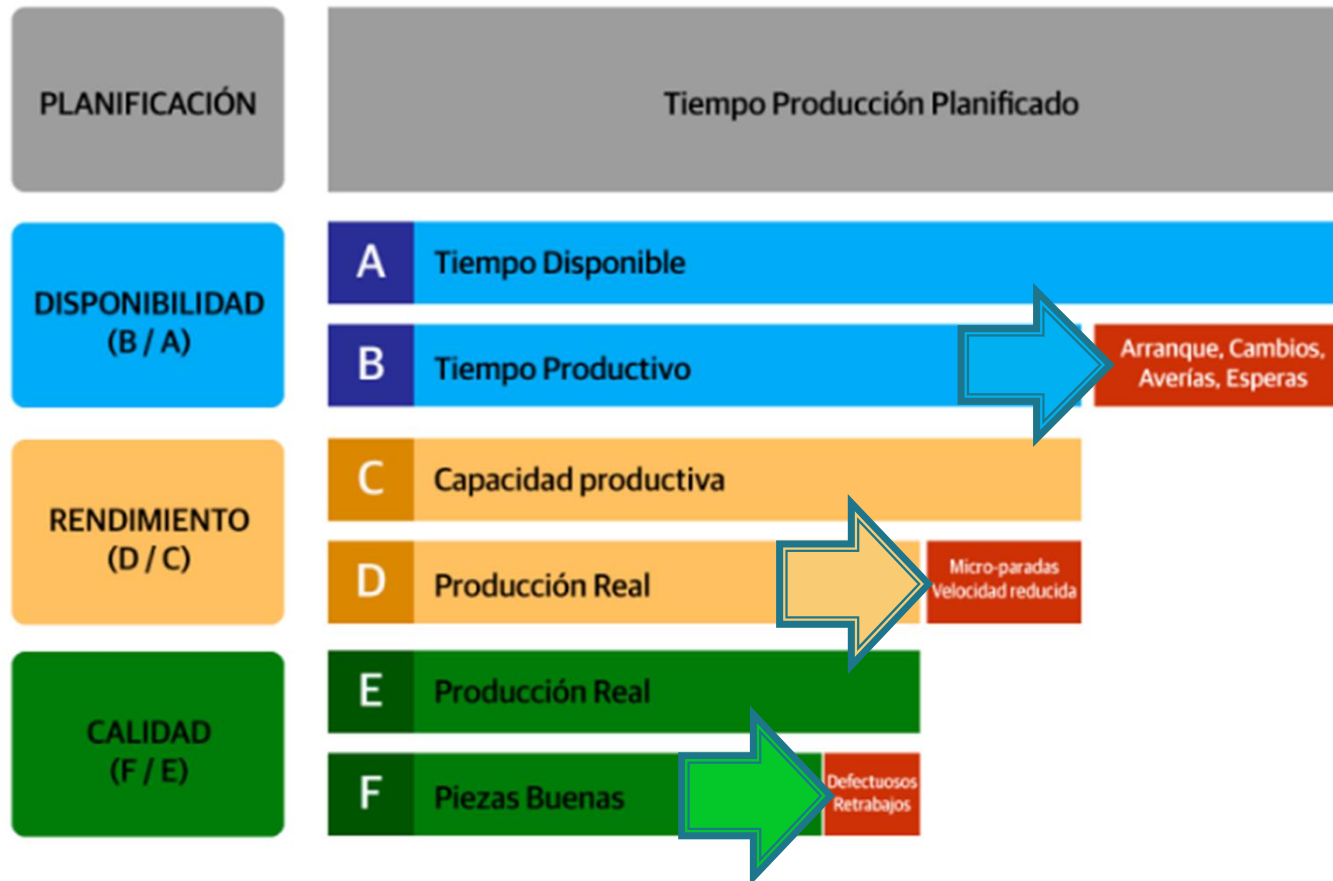 PLANIFICACIÓN
Tiempo Producción Planificado
DISPONIBILIDAD
(B / A)
A
Tiempo Disponible
B
Tiempo Productivo
Arranque, Cambios,
Averías, Esperas
RENDIMIENTO
(D / C)
C
Capacidad productiva
D
Producción Real
Micro-paradas
Velocidad reducida
CALIDAD
(F / E)
E
Producción Real
F
Piezas Buenas
Defectuosos
Retrabajos